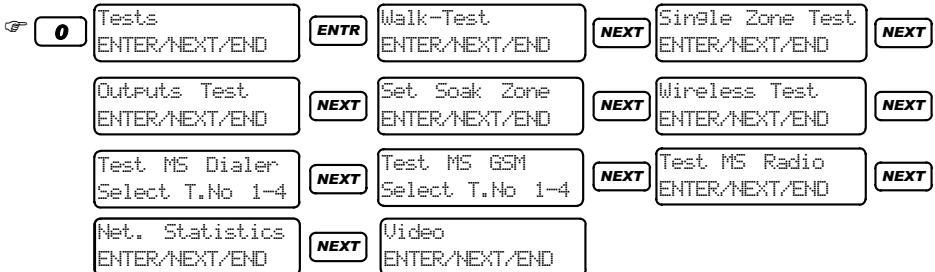 0 Tests ENTR Walk-Test NEXT Single Zone Test NEXT
ENTER/NEXT/END ENTER/NEXT/END ENTER/NEXT/END
Outputs Test NEXT Set Soak Zone NEXT Wireless Test NEXT
ENTER/NEXT/END ENTER/NEXT/END ENTER/NEXT/END
Test MS Dialer NEXT Test MS GSM NEXT Test MS Radio NEXT
Select T.No 1-4 Select T.No 1-4 ENTER/NEXT/END
Net. Statistics NEXT Video
ENTER/NEXT/END ENTER/NEXT/END